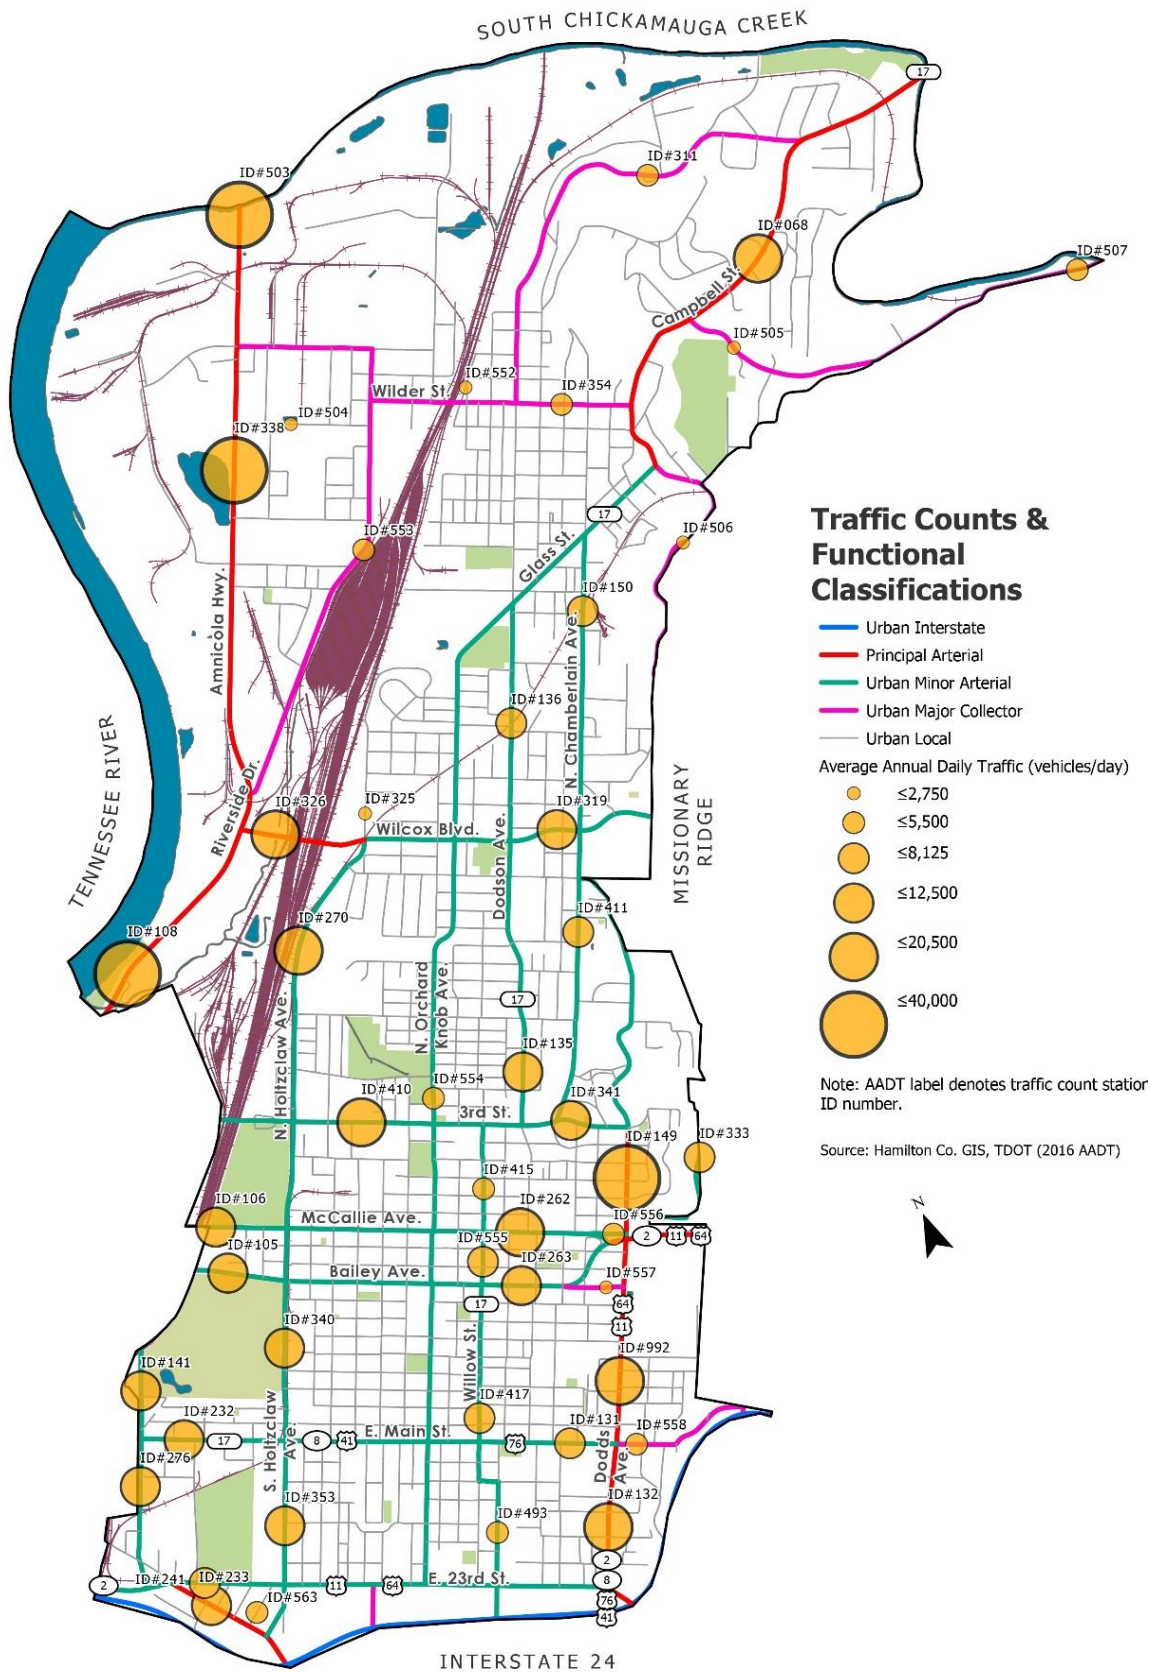 SOUTH CHICKAMAUGA CREEK
17
ID#503
ID#311
ID#068
ID#507
Campbell St.
ID#505
ID#552
Wilder St.
ID#354
ID#504
ID#338
17
ID#506
ID#553
Glass St.
ID#150
Amnicola Hwy.
N. Chamberlain Ave.
ID#136
TENNESSEE RIVER
Riverside Dr.
ID#326
ID#325
ID#319
Wilcox Blvd.
MISSIONARY
RIDGE
Dodson Ave.
ID#411
ID#270
ID#108
N. Orchard
Knob Ave.
17
N. Holtzclaw Ave.
ID#135
ID#554
ID#410
ID#341
3rd St.
ID#149
ID#333
ID#415
ID#106
ID#262
McCallie Ave.
ID#556
2
11
64
ID#105
ID#555
ID#263
Bailey Ave.
ID#557
17
64
11
ID#340
Willow St.
ID#992
ID#141
ID#417
ID#232
S. Holtzclaw
Ave.
17
8
41
E. Main St.
76
ID#131
ID#558
Dodds
Ave.
ID#276
ID#353
ID#493
ID#132
2
ID#241
ID#233
11
64
E. 23rd St.
2
8
76
41
ID#563
INTERSTATE 24
Traffic Counts &
Functional
Classifications
Urban Interstate
Principal Arterial
Urban Minor Arterial
Urban Major Collector
Urban Local
Average Annual Daily Traffic (vehicles/day)
≤2,750
≤5,500
≤8,125
≤12,500
≤20,500
≤40,000
Note: AADT label denotes traffic count station
ID number.
Source: Hamilton Co. GIS, TDOT (2016 AADT)
N